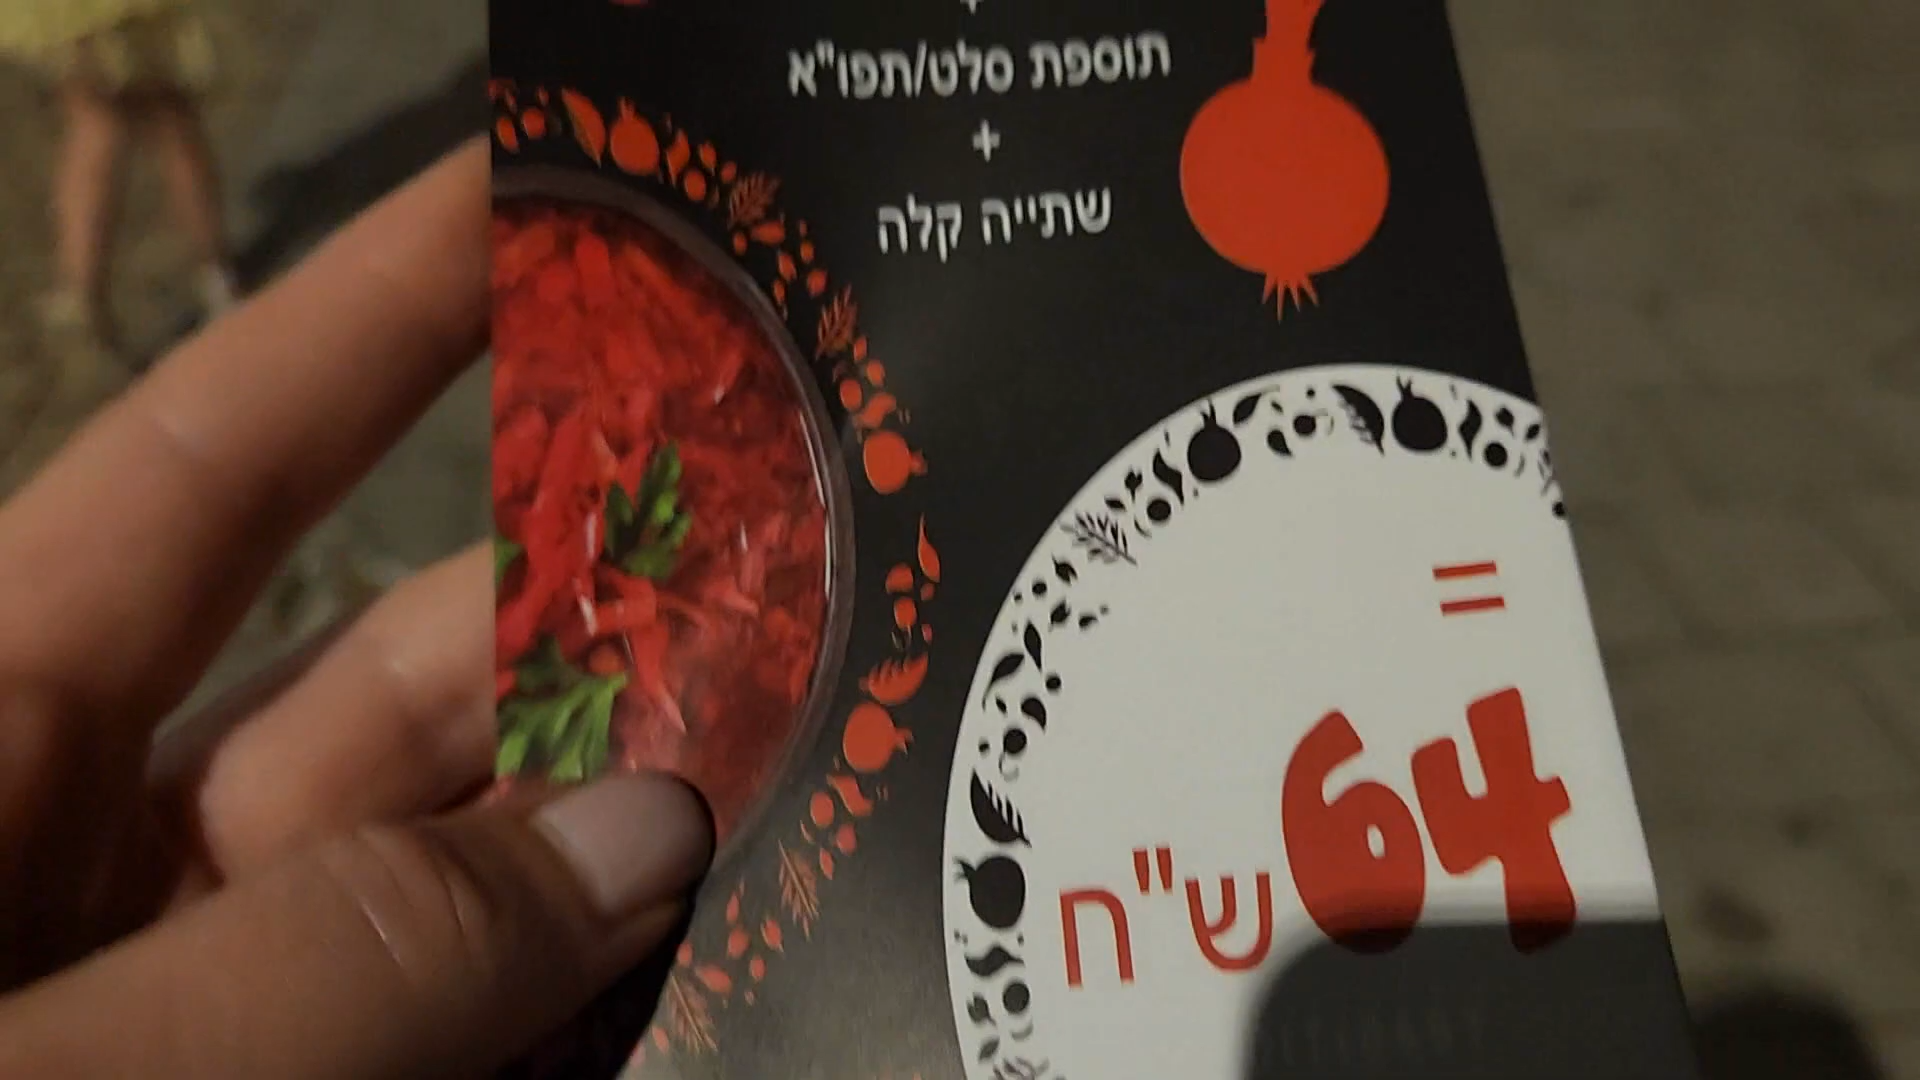 +
תוספת סלט/תפו"א
+
שתייה קלה
=
64 ש"ח